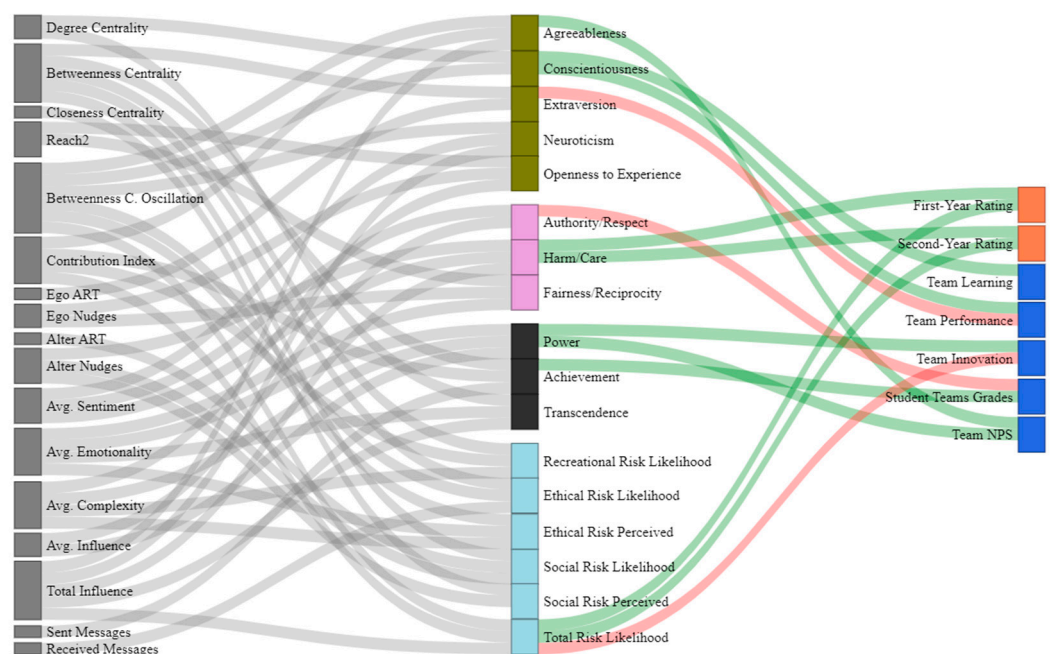 Degree Centrality
Betweenness Centrality
Closeness Centrality
Reach2
Betweenness C. Oscillation
Contribution Index
Ego ART
Ego Nudges
Alter ART
Alter Nudges
Avg. Sentiment
Avg. Emotionality
Avg. Complexity
Avg. Influence
Total Influence
Sent Messages
Received Messages
Agreeableness
Conscientiousness
Extraversion
Neuroticism
Openness to Experience
Authority/Respect
Harm/Care
Fairness/Reciprocity
Power
Achievement
Transcendence
Recreational Risk Likelihood
Ethical Risk Likelihood
Ethical Risk Perceived
Social Risk Likelihood
Social Risk Perceived
Total Risk Likelihood
First-Year Rating
Second-Year Rating
Team Learning
Team Performance
Team Innovation
Student Teams Grades
Team NPS